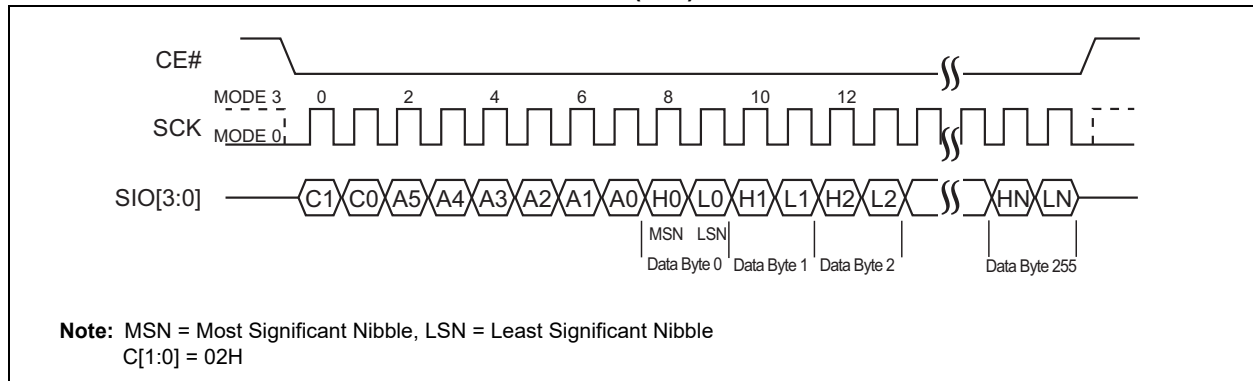 CE#
MODE 3 0 2 4 6 8 10 12
SCK
MODE 0
SIO[3:0] C1 C0 A5 A4 A3 A2 A1 A0 H0 L0 H1 L1 H2 L2 HN LN
MSN LSN
Data Byte 0 Data Byte 1 Data Byte 2 Data Byte 255
Note: MSN = Most Significant Nibble, LSN = Least Significant Nibble
C[1:0] = 02H